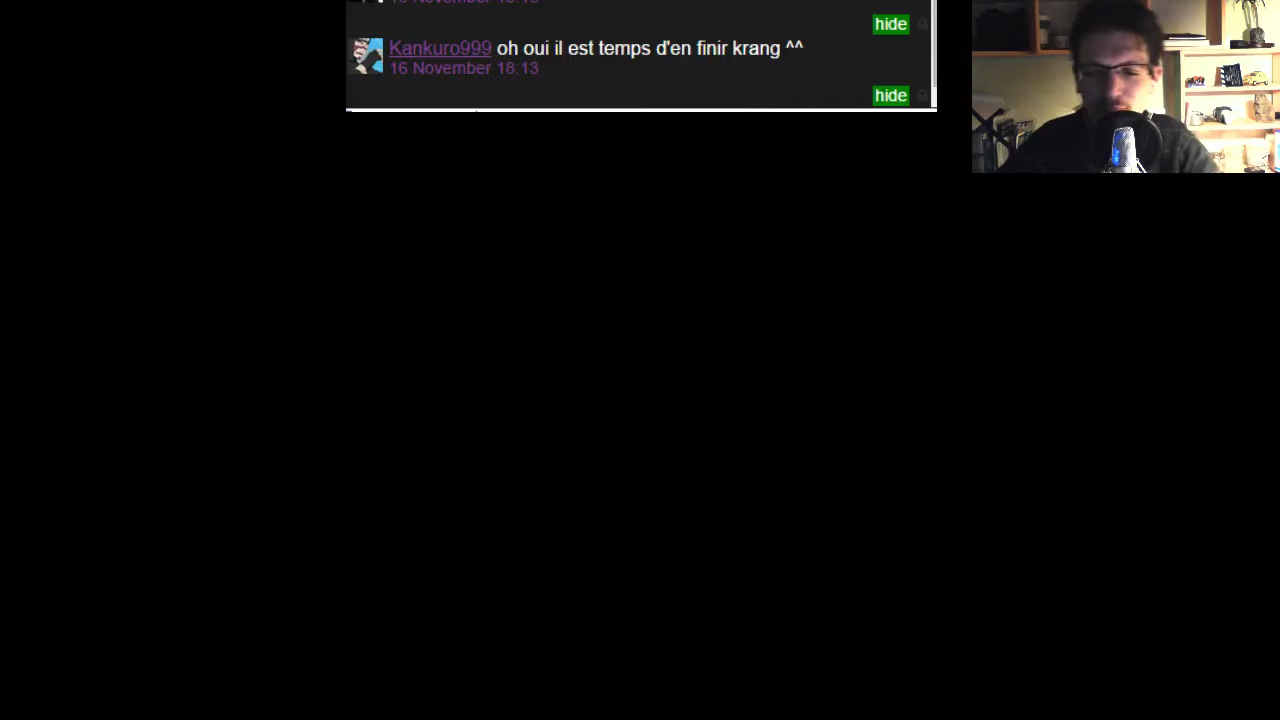 hide
Kankuro999 oh oui il est temps d'en finir krang ^^
16 November 18:13
hide